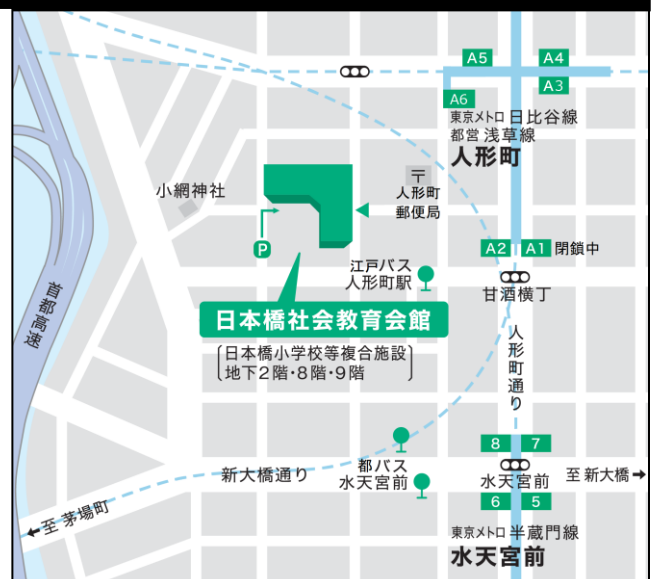 A5
A4
A3
A6
東京メトロ 日比谷線
都営 浅草線
人形町
小網神社
〒
人形町
郵便局
P
A2
A1
閉鎖中
江戸バス
人形町駅
甘酒横丁
首都高速
日本橋社会教育会館
日本橋小学校等複合施設
地下2階・8階・9階
人形町通り
8
7
都バス
水天宮前
新大橋通り
水天宮前
至 新大橋→
6
5
←至 茅場町
東京メトロ 半蔵門線
水天宮前